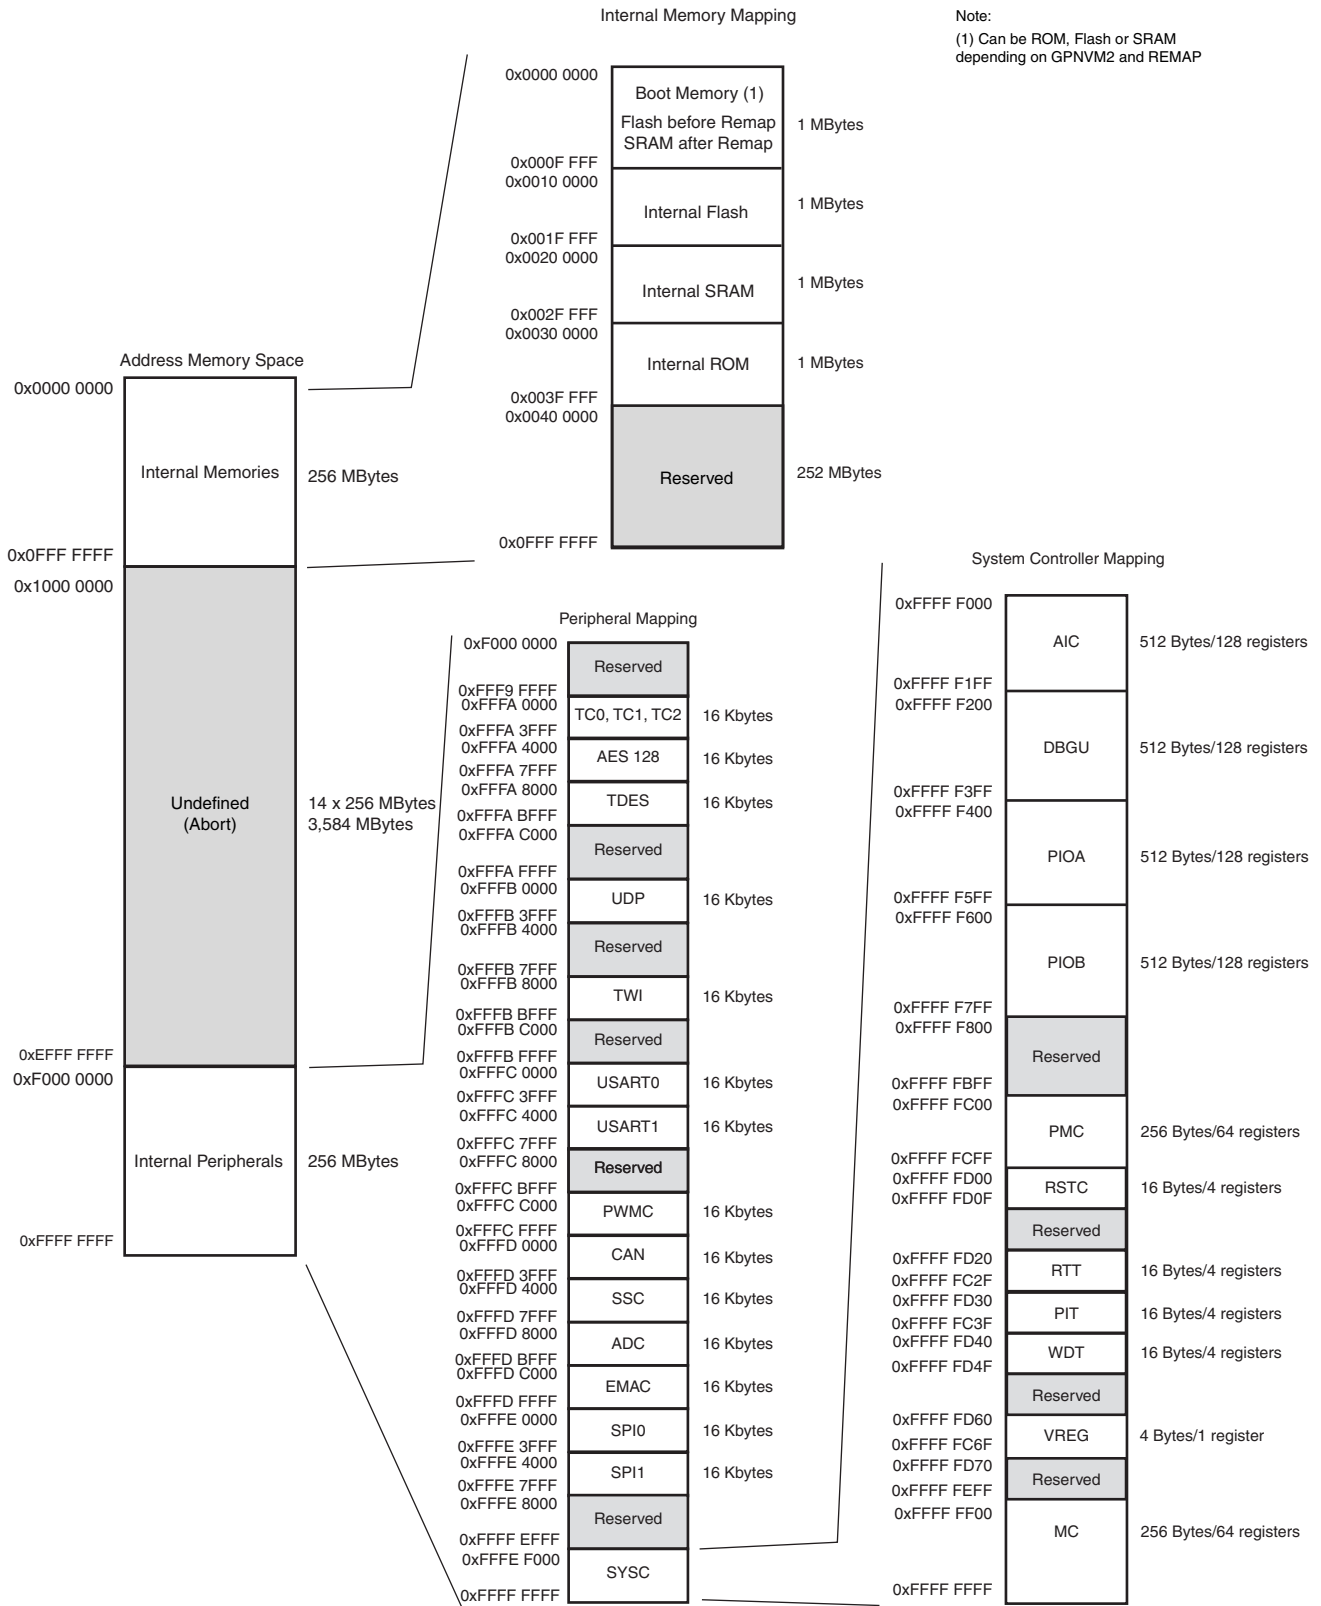 Internal Memory Mapping
Note:
(1) Can be ROM, Flash or SRAM
depending on GPNVM2 and REMAP
0x0000 0000
Boot Memory (1)
Flash before Remap
SRAM after Remap
1 MBytes
0x000F FFF
0x0010 0000
Internal Flash
1 MBytes
0x001F FFF
0x0020 0000
Internal SRAM
1 MBytes
0x002F FFF
0x0030 0000
Internal ROM
1 MBytes
0x003F FFF
0x0040 0000
Reserved
252 MBytes
0x0FFF FFFF
Address Memory Space
0x0000 0000
Internal Memories
256 MBytes
0x0FFF FFFF
0x1000 0000
Undefined
(Abort)
14 x 256 MBytes
3,584 MBytes
0xEFFF FFFF
0xF000 0000
Internal Peripherals
256 MBytes
0xFFFF FFFF
Peripheral Mapping
0xF000 0000
Reserved
0xFFF9 FFFF
0xFFFA 0000
TC0, TC1, TC2
16 Kbytes
0xFFFA 3FFF
0xFFFA 4000
AES 128
16 Kbytes
0xFFFA 7FFF
0xFFFA 8000
TDES
16 Kbytes
0xFFFA BFFF
0xFFFA C000
Reserved
0xFFFA FFFF
0xFFFB 0000
UDP
16 Kbytes
0xFFFB 3FFF
0xFFFB 4000
Reserved
0xFFFB 7FFF
0xFFFB 8000
TWI
16 Kbytes
0xFFFB BFFF
0xFFFB C000
Reserved
0xFFFB FFFF
0xFFFC 0000
USART0
16 Kbytes
0xFFFC 3FFF
0xFFFC 4000
USART1
16 Kbytes
0xFFFC 7FFF
0xFFFC 8000
Reserved
0xFFFC BFFF
0xFFFC C000
PWMC
16 Kbytes
0xFFFC FFFF
0xFFFD 0000
CAN
16 Kbytes
0xFFFD 3FFF
0xFFFD 4000
SSC
16 Kbytes
0xFFFD 7FFF
0xFFFD 8000
ADC
16 Kbytes
0xFFFD BFFF
0xFFFD C000
EMAC
16 Kbytes
0xFFFD FFFF
0xFFFE 0000
SPI0
16 Kbytes
0xFFFE 3FFF
0xFFFE 4000
SPI1
16 Kbytes
0xFFFE 7FFF
0xFFFE 8000
Reserved
0xFFFF EFFF
0xFFFE F000
SYSC
0xFFFF FFFF
System Controller Mapping
0xFFFF F000
AIC
512 Bytes/128 registers
0xFFFF F1FF
0xFFFF F200
DBGU
512 Bytes/128 registers
0xFFFF F3FF
0xFFFF F400
PIOA
512 Bytes/128 registers
0xFFFF F5FF
0xFFFF F600
PIOB
512 Bytes/128 registers
0xFFFF F7FF
0xFFFF F800
Reserved
0xFFFF FBFF
0xFFFF FC00
PMC
256 Bytes/64 registers
0xFFFF FCFF
0xFFFF FD00
RSTC
16 Bytes/4 registers
0xFFFF FD0F
Reserved
0xFFFF FD20
RTT
16 Bytes/4 registers
0xFFFF FC2F
0xFFFF FD30
PIT
16 Bytes/4 registers
0xFFFF FC3F
0xFFFF FD40
WDT
16 Bytes/4 registers
0xFFFF FD4F
Reserved
0xFFFF FD60
VREG
4 Bytes/1 register
0xFFFF FC6F
0xFFFF FD70
Reserved
0xFFFF FEFF
0xFFFF FF00
MC
256 Bytes/64 registers
0xFFFF FFFF